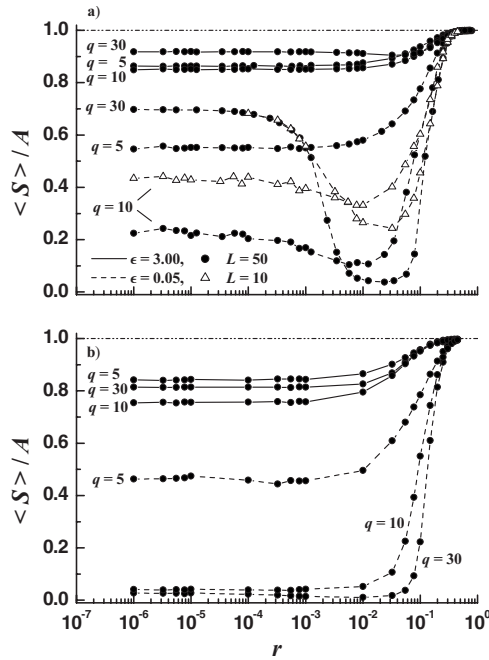 a)
1.0
q = 30
q = 5
q = 10
0.8
q = 30
<S> / A
0.6
q = 5
0.4
q = 10
0.2
ϵ = 3.00, ● L = 50
ϵ = 0.05, △ L = 10
0.0
b)
1.0
q = 5
q = 30
q = 10
0.8
<S> / A
0.6
q = 5
0.4
q = 10
0.2
q = 30
0.0
10⁻⁷ 10⁻⁶ 10⁻⁵ 10⁻⁴ 10⁻³ 10⁻² 10⁻¹ 10⁰
r